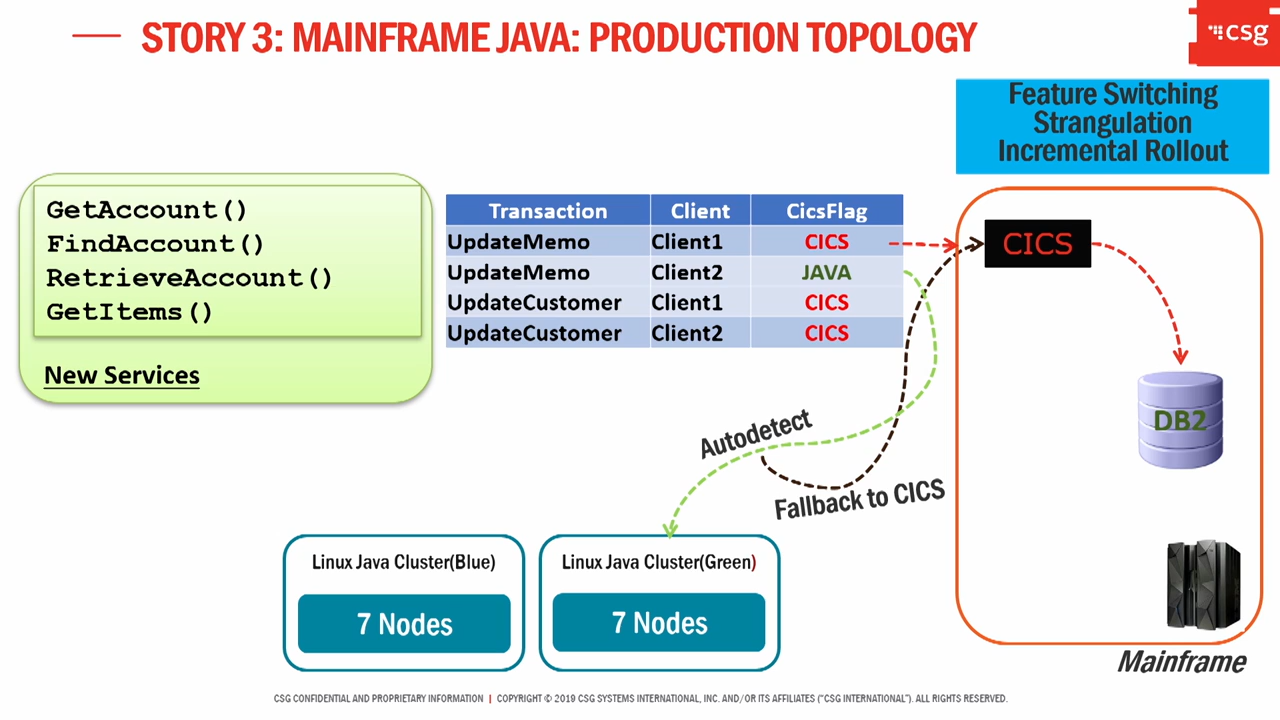 STORY 3: MAINFRAME JAVA: PRODUCTION TOPOLOGY
csg
Feature Switching
Strangulation
Incremental Rollout
GetAccount()
FindAccount()
RetrieveAccount()
GetItems()
New Services
Transaction Client CicsFlag
UpdateMemo Client1 CICS
UpdateMemo Client2 JAVA
UpdateCustomer Client1 CICS
UpdateCustomer Client2 CICS
CICS
DB2
Autodetect
Fallback to CICS
Linux Java Cluster(Blue)
7 Nodes
Linux Java Cluster(Green)
7 Nodes
Mainframe
CSG CONFIDENTIAL AND PROPRIETARY INFORMATION | COPYRIGHT © 2019 CSG SYSTEMS INTERNATIONAL, INC. AND/OR ITS AFFILIATES ("CSG INTERNATIONAL"). ALL RIGHTS RESERVED.